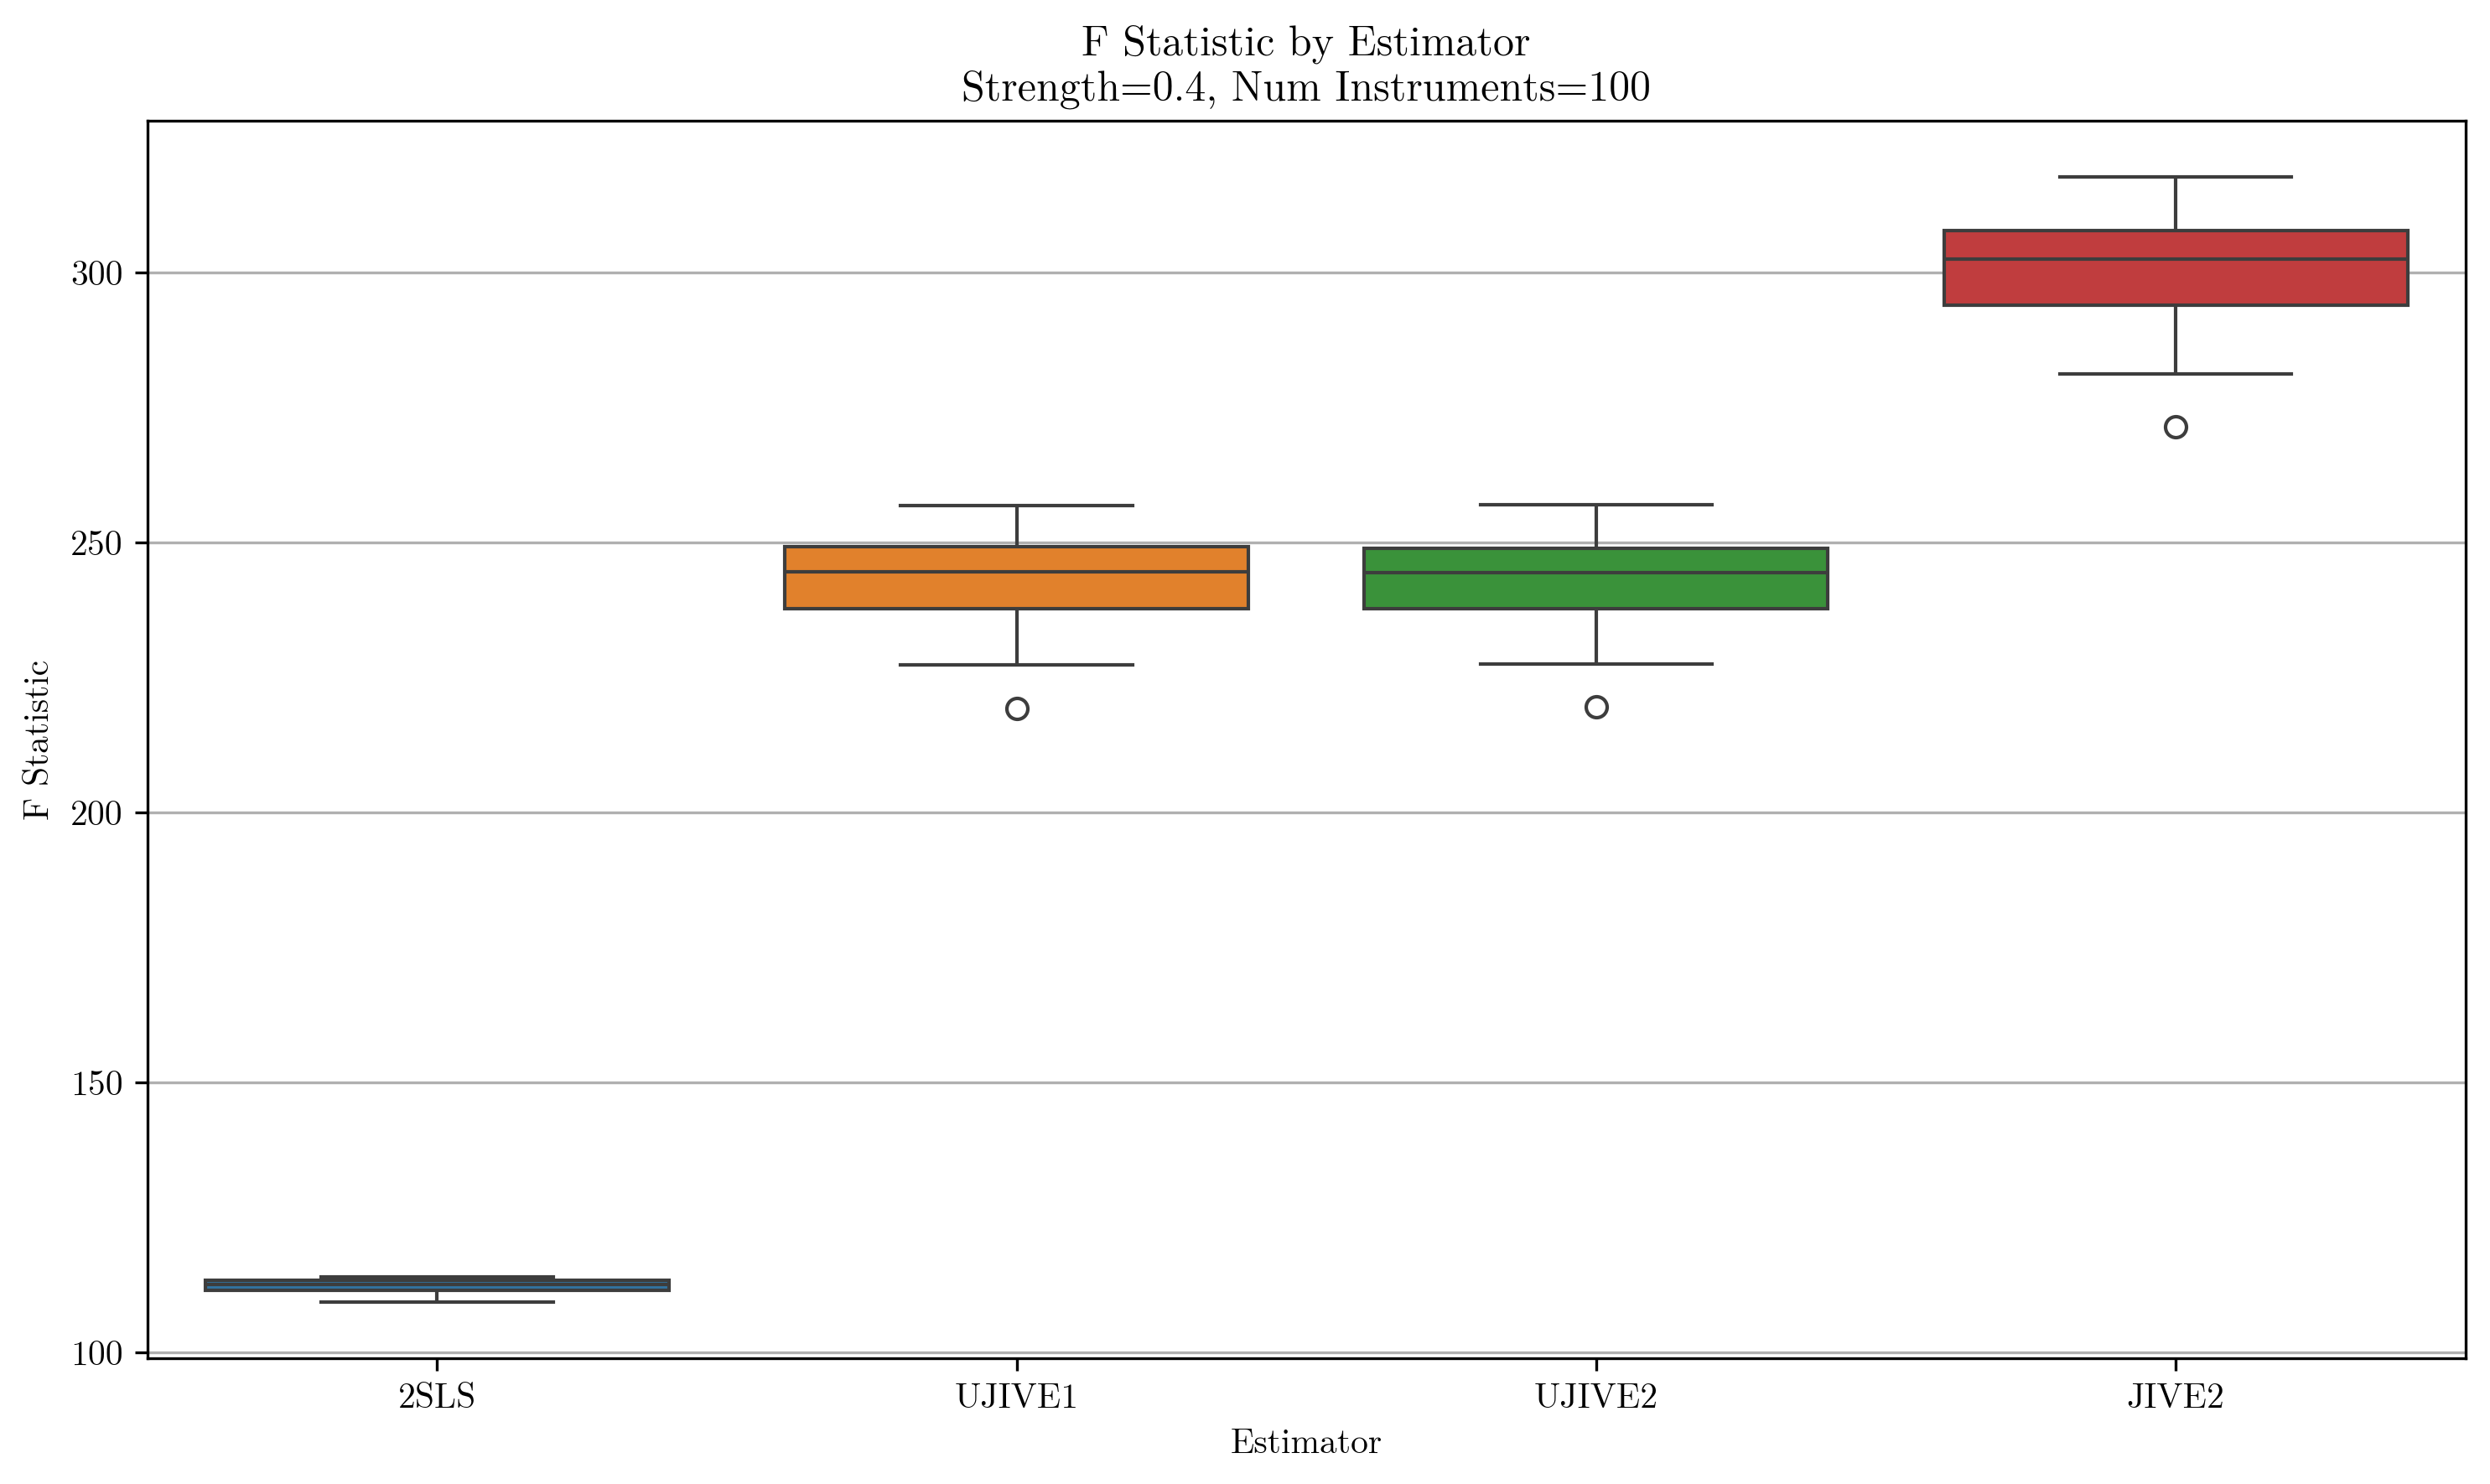 F Statistic by Estimator
Strength=0.4, Num Instruments=100
F Statistic
300
250
200
150
100
2SLS
UJIVE1
UJIVE2
JIVE2
Estimator